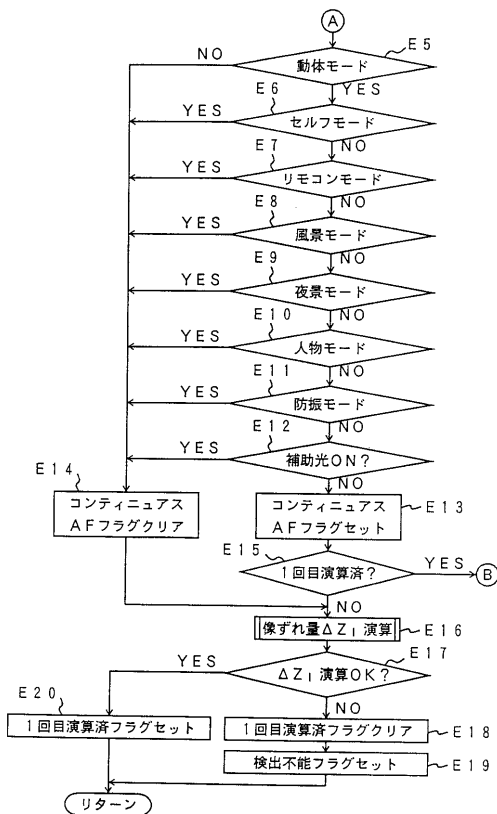 A
E5
NO
動体モード
E6
YES
YES
セルフモード
E7
NO
YES
リモコンモード
E8
NO
YES
風景モード
E9
NO
YES
夜景モード
E10
NO
YES
人物モード
E11
NO
YES
防振モード
E12
NO
YES
補助光ON?
E14
NO
コンティニュアス
AFフラグクリア
コンティニュアス
AFフラグセット
E13
E15
YES
1回目演算済?
B
NO
像ずれ量ΔZI演算
E16
YES
E17
ΔZI演算OK?
E20
NO
1回目演算済フラグセット
1回目演算済フラグクリア
E18
検出不能フラグセット
E19
リターン